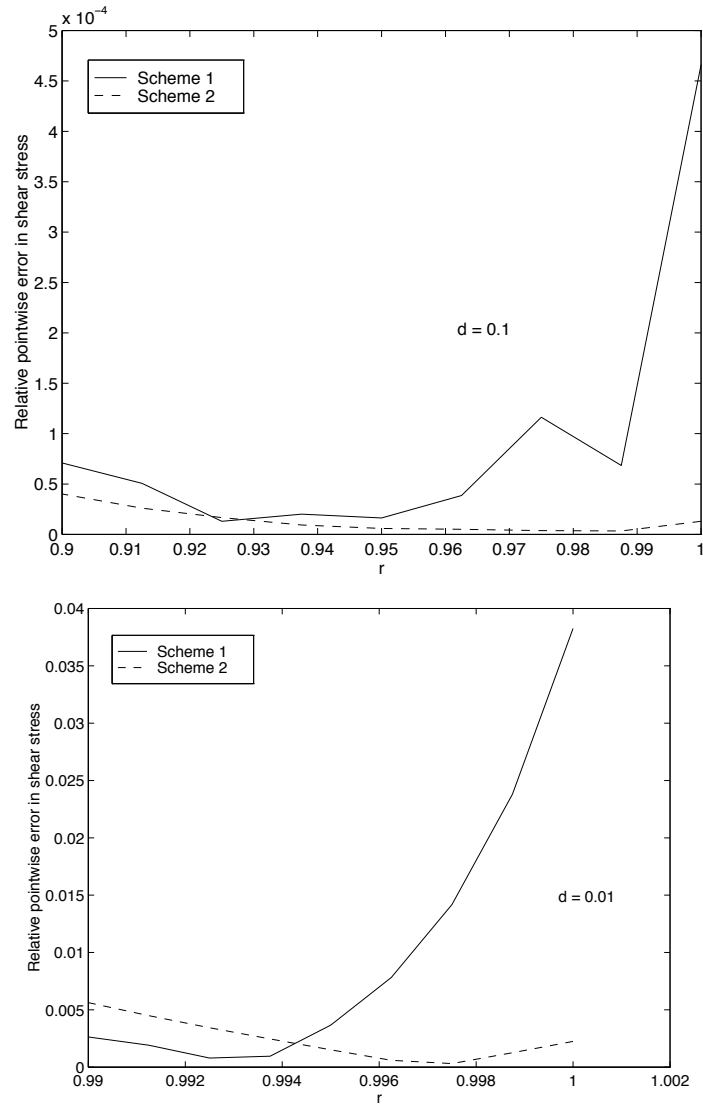 x 10⁻⁴
5
4.5
4
3.5
3
2.5
2
1.5
1
0.5
0
Relative pointwise error in shear stress
Scheme 1
Scheme 2
d = 0.1
0.9 0.91 0.92 0.93 0.94 0.95 0.96 0.97 0.98 0.99 1
r
0.04
0.035
0.03
0.025
0.02
0.015
0.01
0.005
0
Relative pointwise error in shear stress
Scheme 1
Scheme 2
d = 0.01
0.99 0.992 0.994 0.996 0.998 1 1.002
r